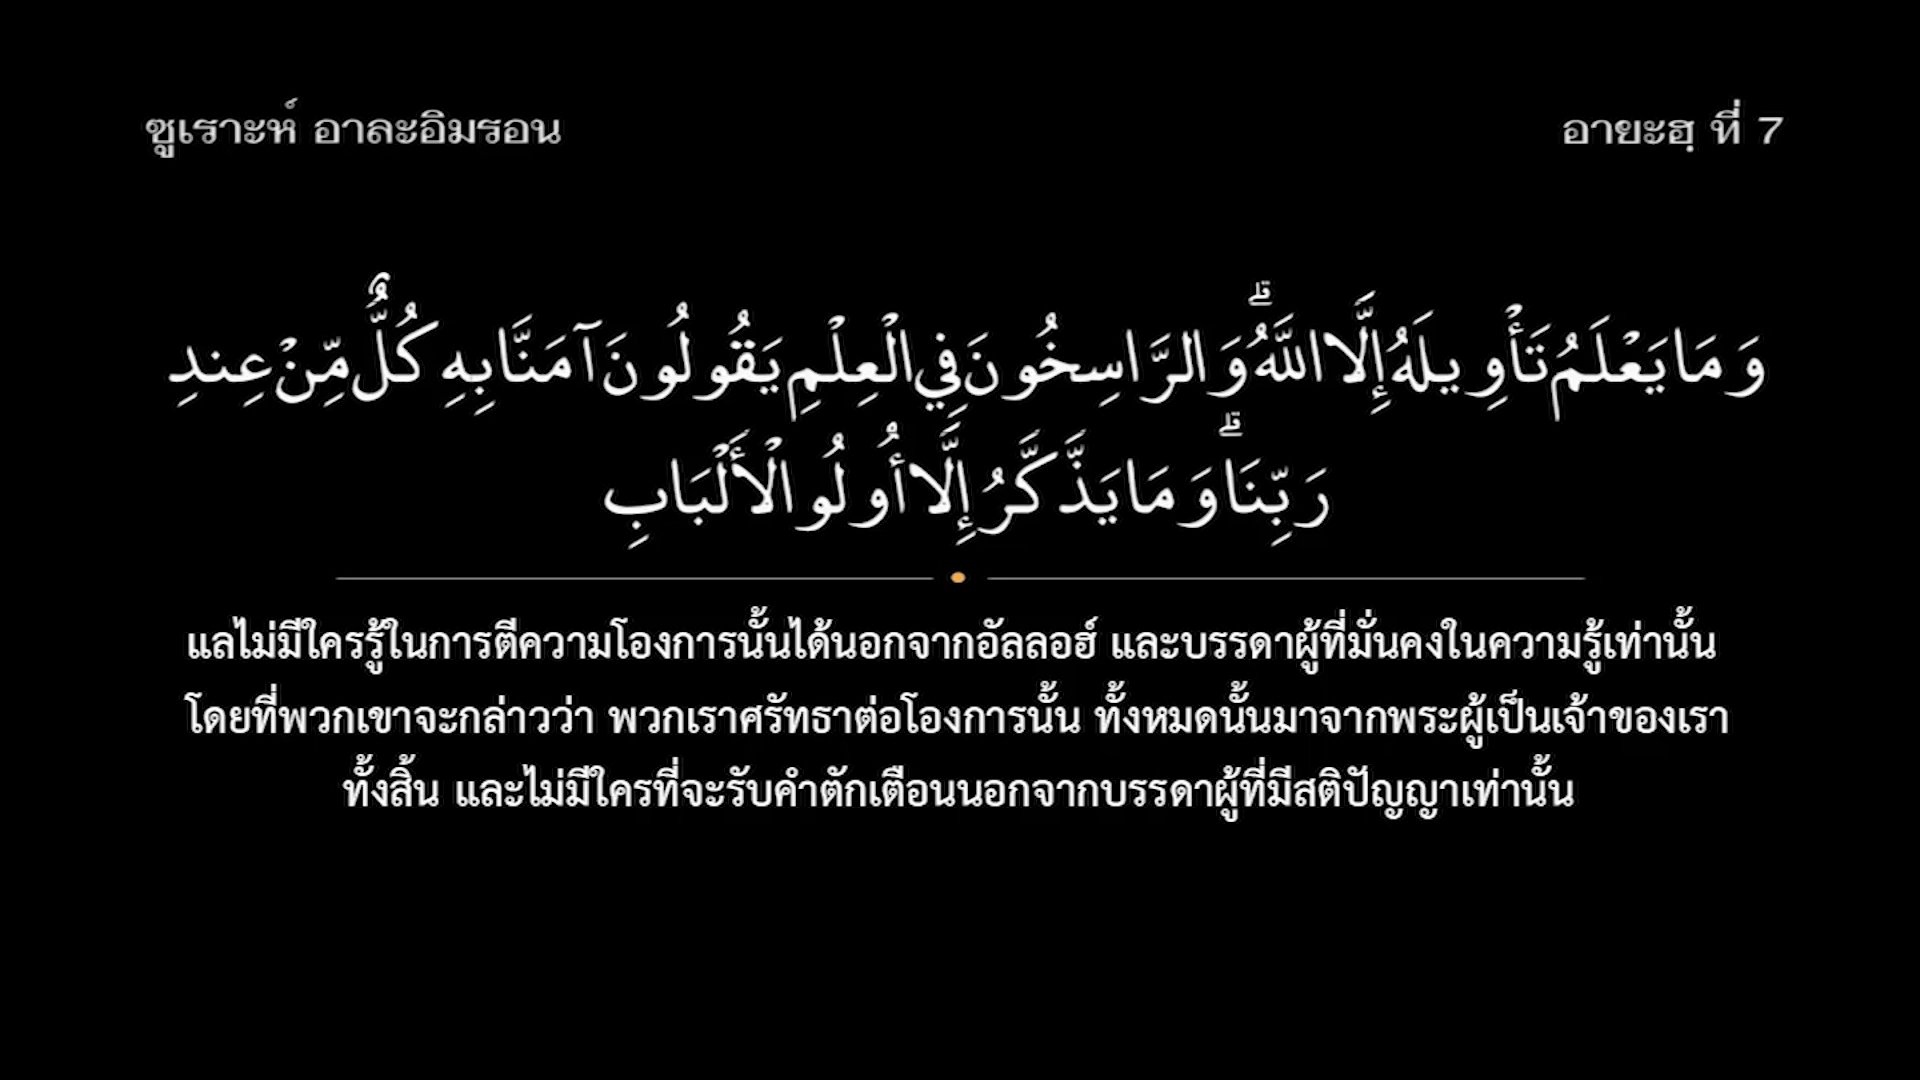 ซูเราะห์ อาละอิมรอน
อายะฮฺ ที่ 7
وَمَا يَعْلَمُ تَأْوِيلَهُ إِلَّا اللَّهُ ۗ وَالرَّاسِخُونَ فِي الْعِلْمِ يَقُولُونَ آمَنَّا بِهِ كُلٌّ مِّنْ عِندِ
رَبِّنَا ۗ وَمَا يَذَّكَّرُ إِلَّا أُولُو الْأَلْبَابِ
แลไม่มีใครรู้ในการตีความโองการนั้นได้นอกจากอัลลอฮ์ และบรรดาผู้ที่มั่นคงในความรู้เท่านั้น
โดยที่พวกเขาจะกล่าวว่า พวกเราศรัทธาต่อโองการนั้น ทั้งหมดนั้นมาจากพระผู้เป็นเจ้าของเรา
ทั้งสิ้น และไม่มีใครที่จะรับคำตักเตือนนอกจากบรรดาผู้ที่มีสติปัญญาเท่านั้น